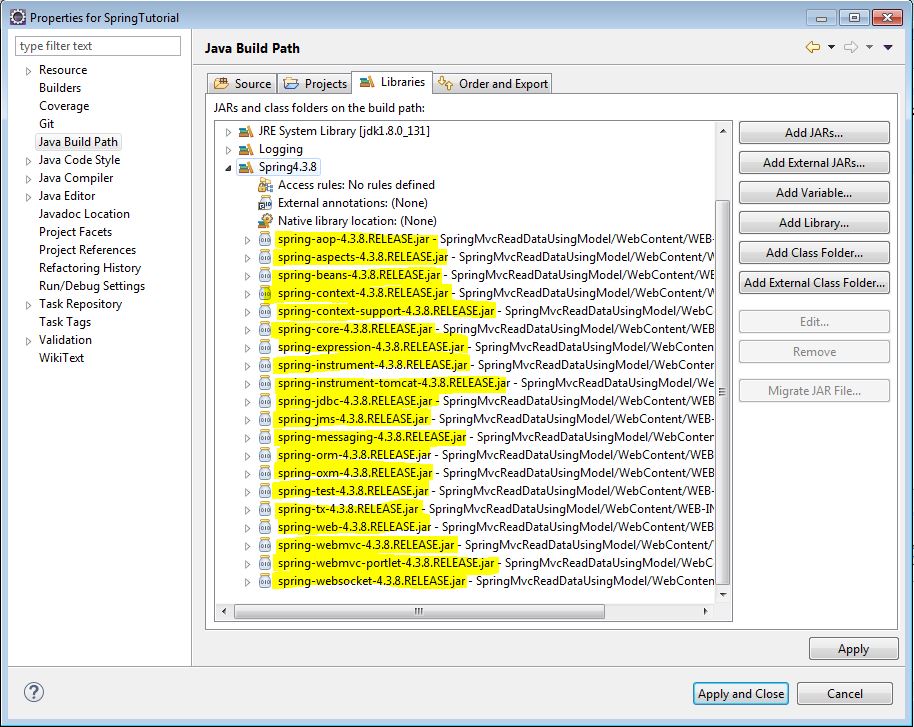 Properties for SpringTutorial
type filter text
Resource
Builders
Coverage
Git
Java Build Path
Java Code Style
Java Compiler
Java Editor
Javadoc Location
Project Facets
Project References
Refactoring History
Run/Debug Settings
Task Repository
Task Tags
Validation
WikiText
Java Build Path
Source Projects Libraries Order and Export
JARs and class folders on the build path:
JRE System Library [jdk1.8.0_131]
Logging
Spring4.3.8
Access rules: No rules defined
External annotations: (None)
Native library location: (None)
spring-aop-4.3.8.RELEASE.jar - SpringMvcReadDataUsingModel/WebContent/WEB-
spring-aspects-4.3.8.RELEASE.jar - SpringMvcReadDataUsingModel/WebContent/W
spring-beans-4.3.8.RELEASE.jar - SpringMvcReadDataUsingModel/WebContent/WE
spring-context-4.3.8.RELEASE.jar - SpringMvcReadDataUsingModel/WebContent/W
spring-context-support-4.3.8.RELEASE.jar - SpringMvcReadDataUsingModel/WebC
spring-core-4.3.8.RELEASE.jar - SpringMvcReadDataUsingModel/WebContent/WEB
spring-expression-4.3.8.RELEASE.jar - SpringMvcReadDataUsingModel/WebConten
spring-instrument-4.3.8.RELEASE.jar - SpringMvcReadDataUsingModel/WebConten
spring-instrument-tomcat-4.3.8.RELEASE.jar - SpringMvcReadDataUsingModel/We
spring-jdbc-4.3.8.RELEASE.jar - SpringMvcReadDataUsingModel/WebContent/WEB
spring-jms-4.3.8.RELEASE.jar - SpringMvcReadDataUsingModel/WebContent/WEB-
spring-messaging-4.3.8.RELEASE.jar - SpringMvcReadDataUsingModel/WebConten
spring-orm-4.3.8.RELEASE.jar - SpringMvcReadDataUsingModel/WebContent/WEB-
spring-oxm-4.3.8.RELEASE.jar - SpringMvcReadDataUsingModel/WebContent/WEB
spring-test-4.3.8.RELEASE.jar - SpringMvcReadDataUsingModel/WebContent/WEB-
spring-tx-4.3.8.RELEASE.jar - SpringMvcReadDataUsingModel/WebContent/WEB-IN
spring-web-4.3.8.RELEASE.jar - SpringMvcReadDataUsingModel/WebContent/WEB
spring-webmvc-4.3.8.RELEASE.jar - SpringMvcReadDataUsingModel/WebContent/
spring-webmvc-portlet-4.3.8.RELEASE.jar - SpringMvcReadDataUsingModel/WebCo
spring-websocket-4.3.8.RELEASE.jar - SpringMvcReadDataUsingModel/WebConten
Add JARs...
Add External JARs...
Add Variable...
Add Library...
Add Class Folder...
Add External Class Folder...
Edit...
Remove
Migrate JAR File...
Apply
Apply and Close
Cancel